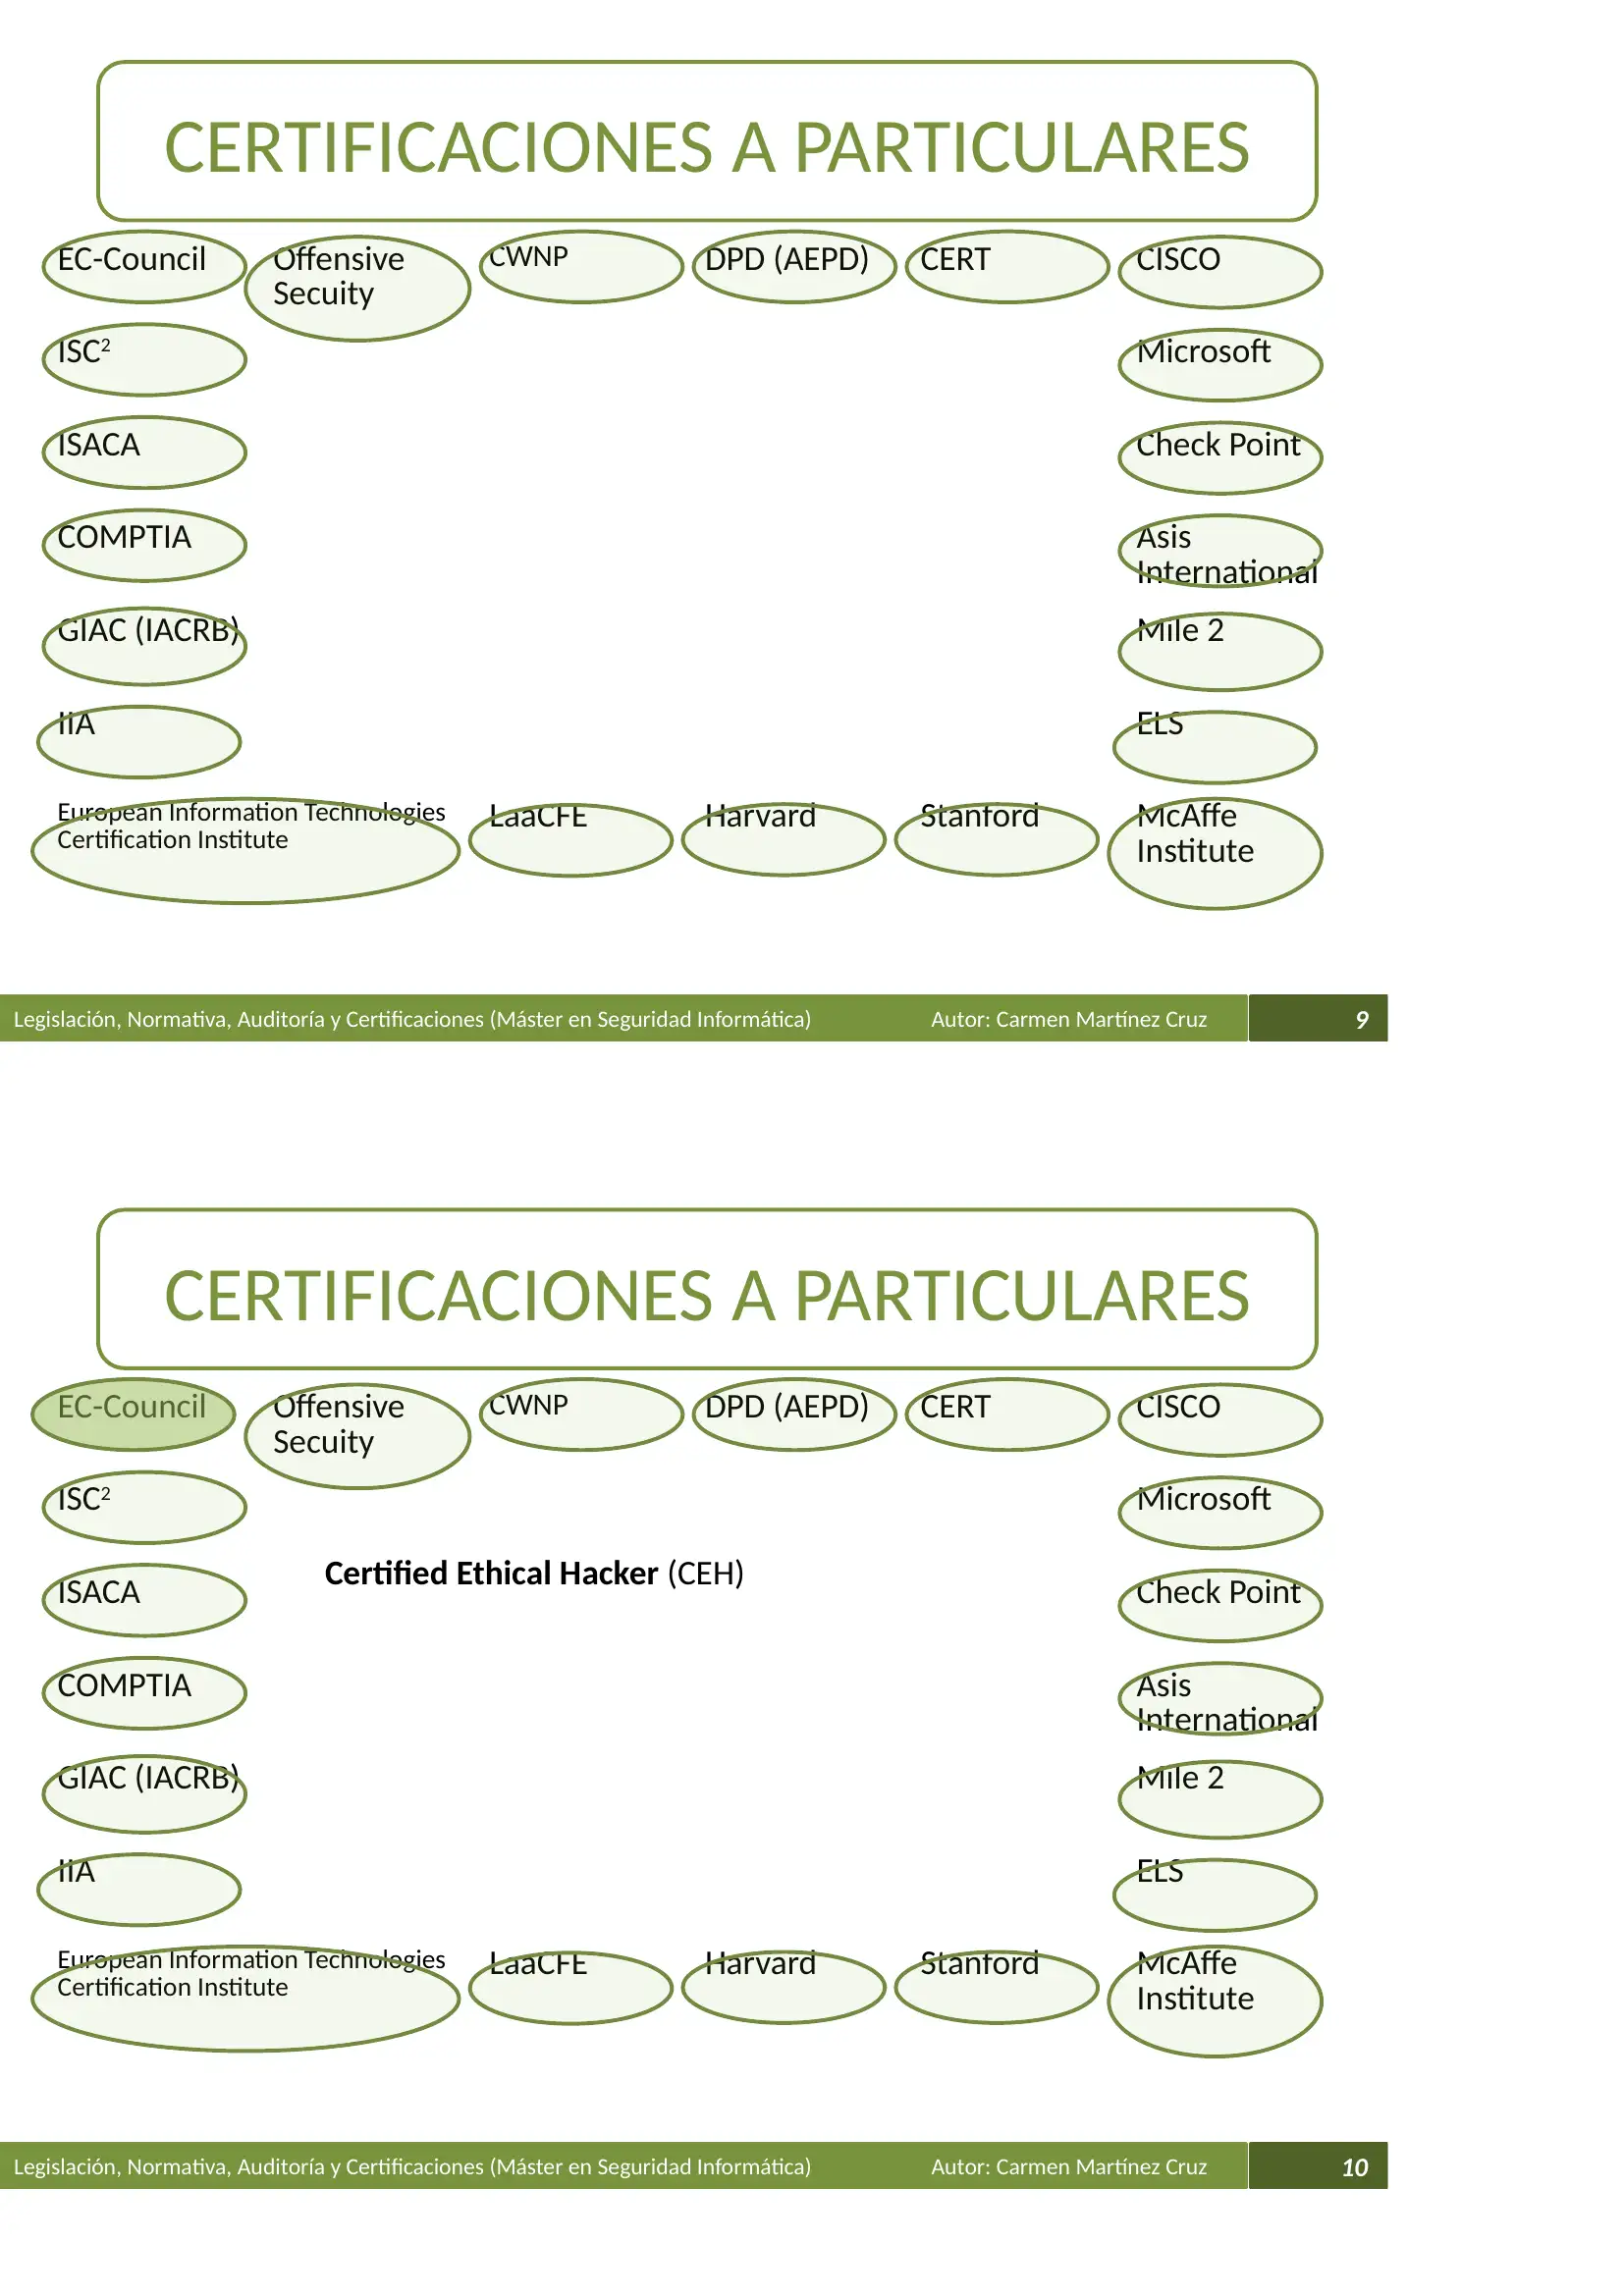 CERTIFICACIONES A PARTICULARES
EC-Council
Offensive
Secuity
CWNP
DPD (AEPD)
CERT
CISCO
ISC²
Microsoft
ISACA
Check Point
COMPTIA
Asis
International
GIAC (IACRB)
Mile 2
IIA
ELS
European Information Technologies
Certification Institute
LaaCFE
Harvard
Stanford
McAffe
Institute
Legislación, Normativa, Auditoría y Certificaciones (Máster en Seguridad Informática) Autor: Carmen Martínez Cruz 9
CERTIFICACIONES A PARTICULARES
EC-Council
Offensive
Secuity
CWNP
DPD (AEPD)
CERT
CISCO
ISC²
Microsoft
Certified Ethical Hacker (CEH)
ISACA
Check Point
COMPTIA
Asis
International
GIAC (IACRB)
Mile 2
IIA
ELS
European Information Technologies
Certification Institute
LaaCFE
Harvard
Stanford
McAffe
Institute
Legislación, Normativa, Auditoría y Certificaciones (Máster en Seguridad Informática) Autor: Carmen Martínez Cruz 10